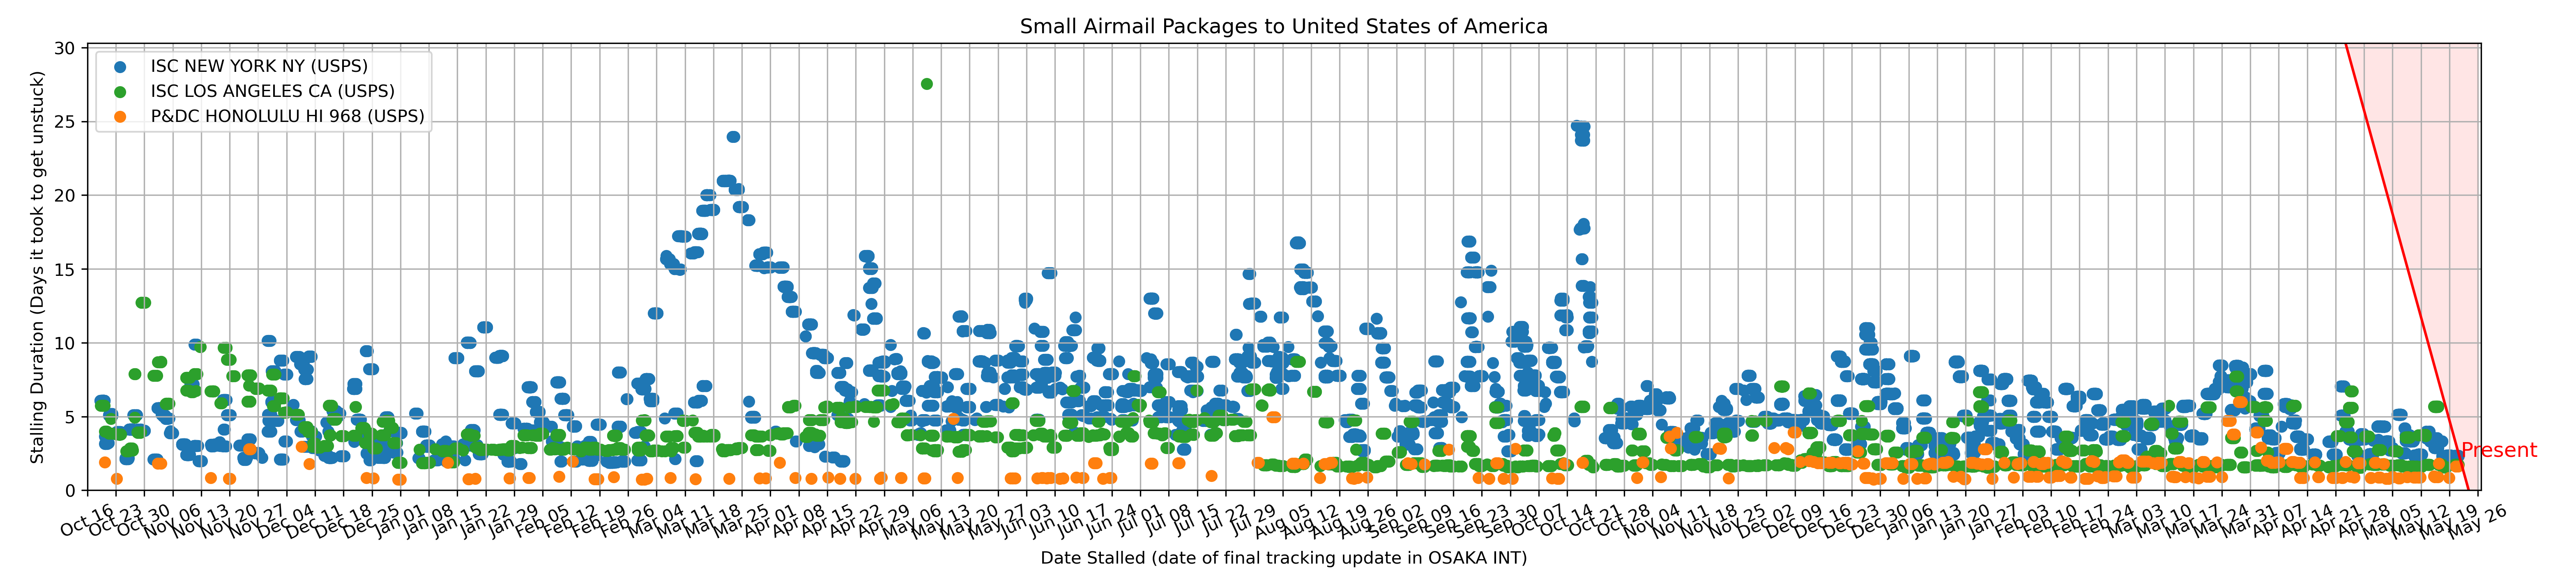 Small Airmail Packages to United States of America
30
25
20
15
10
5
0
Stalling Duration (Days it took to get unstuck)
ISC NEW YORK NY (USPS)
ISC LOS ANGELES CA (USPS)
P&DC HONOLULU HI 968 (USPS)
Present
Oct 16 Oct 23 Oct 30 Nov 06 Nov 13 Nov 20 Nov 27 Dec 04 Dec 11 Dec 18 Dec 25 Jan 01 Jan 08 Jan 15 Jan 22 Jan 29 Feb 05 Feb 12 Feb 19 Feb 26 Mar 04 Mar 11 Mar 18 Mar 25 Apr 01 Apr 08 Apr 15 Apr 22 Apr 29 May 06 May 13 May 20 May 27 Jun 03 Jun 10 Jun 17 Jun 24 Jul 01 Jul 08 Jul 15 Jul 22 Jul 29 Aug 05 Aug 12 Aug 19 Aug 26 Sep 02 Sep 09 Sep 16 Sep 23 Sep 30 Oct 07 Oct 14 Oct 21 Oct 28 Nov 04 Nov 11 Nov 18 Nov 25 Dec 02 Dec 09 Dec 16 Dec 23 Dec 30 Jan 06 Jan 13 Jan 20 Jan 27 Feb 03 Feb 10 Feb 17 Feb 24 Mar 03 Mar 10 Mar 17 Mar 24 Mar 31 Apr 07 Apr 14 Apr 21 Apr 28 May 05 May 12 May 19 May 26
Date Stalled (date of final tracking update in OSAKA INT)